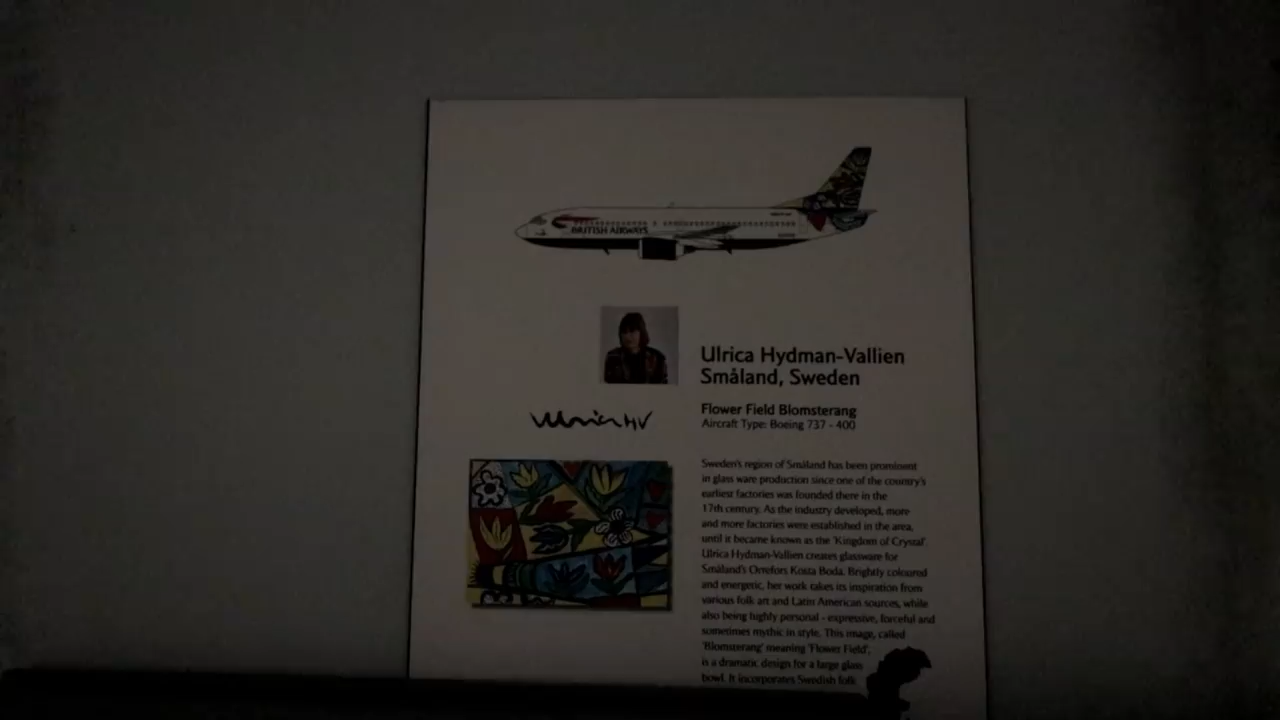 BRITISH AIRWAYS
Ulrica Hydman-Vallien
Småland, Sweden
Flower Field Blomsterang
Aircraft Type: Boeing 737 - 400
Sweden's region of Småland has been prominent
in glass ware production since one of the country's
earliest factories was founded there in the
17th century. As the industry developed, more
and more factories were established in the area,
until it became known as the 'Kingdom of Crystal'
Ulrica Hydman-Vallien creates glassware for
Småland's Orrefors Kosta Boda. Brightly coloured
and energetic, her work takes its inspiration from
various folk art and Latin American sources, while
also being highly personal - expressive, forceful and
sometimes mythic in style. This image, called
'Blomsterang' meaning 'Flower Field',
is a dramatic design for a large glass
bowl. It incorporates Swedish folk